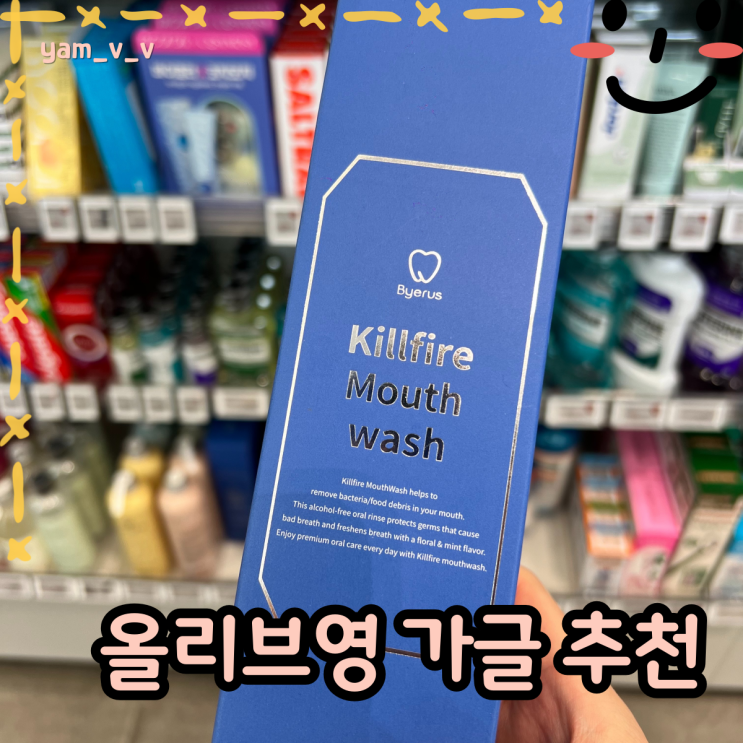 yam_v_v
SALTRAIN
Byerus
Killfire
Mouth
wash
Killfire MouthWash helps to
remove bacteria/food debris in your mouth.
This alcohol-free oral rinse protects germs that cause
bad breath and freshens breath with a floral & mint flavor.
Enjoy premium oral care every day with Killfire mouthwash.
올리브영 가글 추천